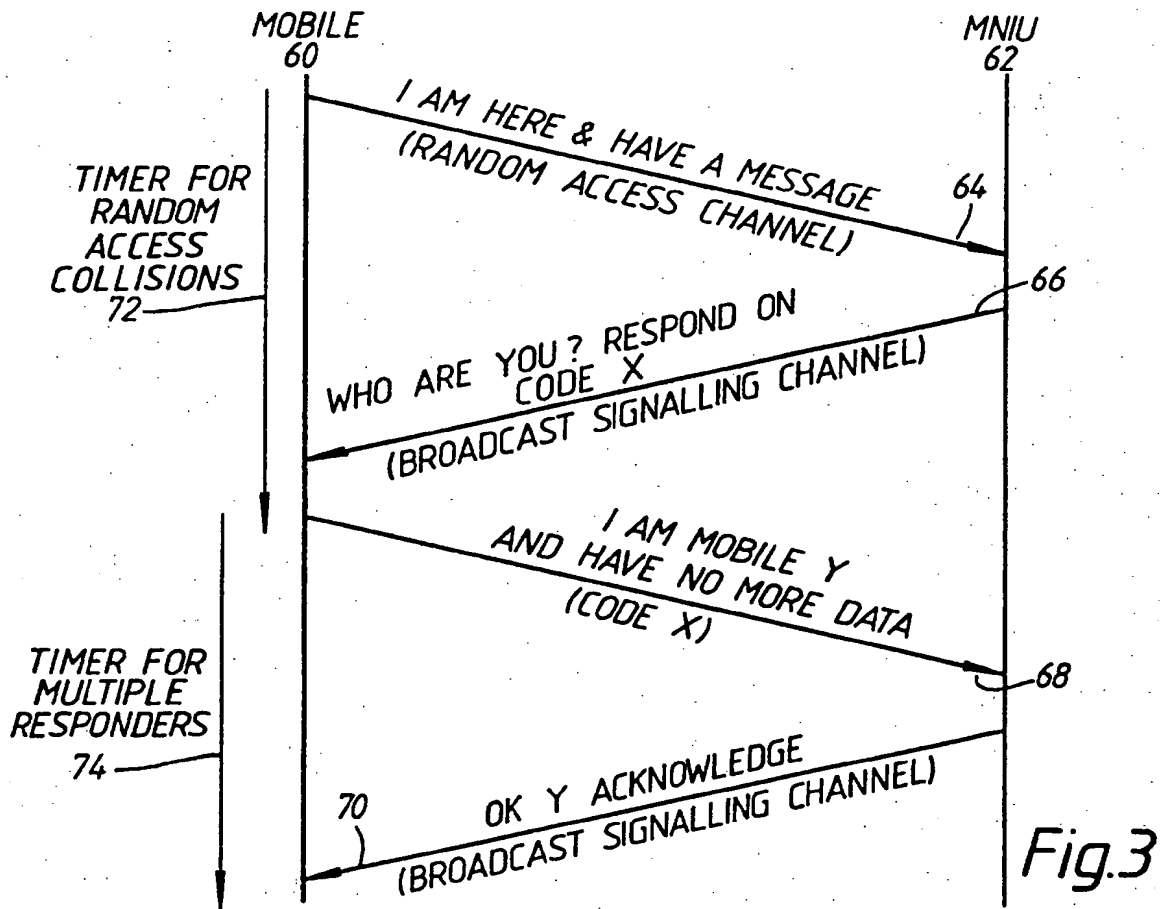 MOBILE
60
MNIU
62
I AM HERE & HAVE A MESSAGE
(RANDOM ACCESS CHANNEL)
64
TIMER FOR
RANDOM
ACCESS
COLLISIONS
72
66
WHO ARE YOU? RESPOND ON
CODE X
(BROADCAST SIGNALLING CHANNEL)
I AM MOBILE Y
AND HAVE NO MORE DATA
(CODE X)
68
TIMER FOR
MULTIPLE
RESPONDERS
74
70
OK Y ACKNOWLEDGE
(BROADCAST SIGNALLING CHANNEL)
Fig.3